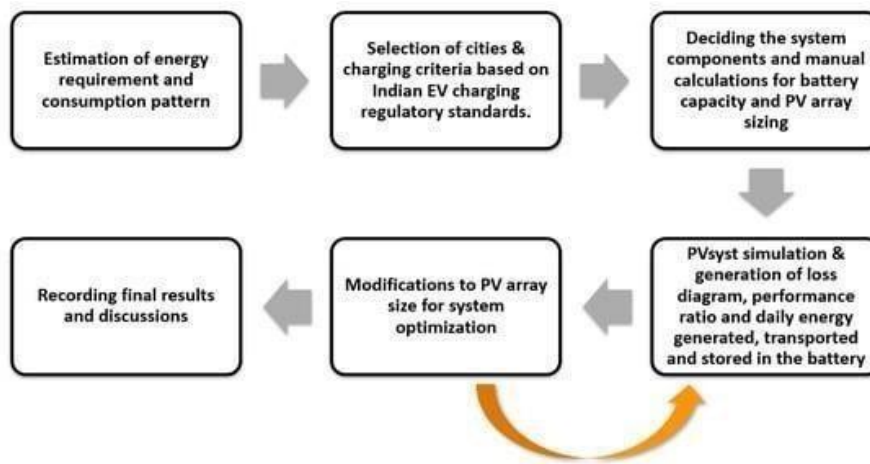 Estimation of energy
requirement and
consumption pattern
Selection of cities &
charging criteria based on
Indian EV charging
regulatory standards.
Deciding the system
components and manual
calculations for battery
capacity and PV array
sizing
PVsyst simulation &
generation of loss
diagram, performance
ratio and daily energy
generated, transported
and stored in the battery
Modifications to PV array
size for system
optimization
Recording final results
and discussions